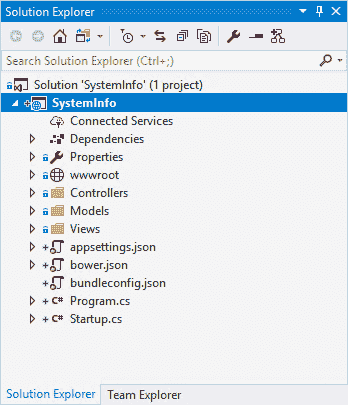 Solution Explorer
Search Solution Explorer (Ctrl+;)
Solution 'SystemInfo' (1 project)
SystemInfo
Connected Services
Dependencies
Properties
wwwroot
Controllers
Models
Views
appsettings.json
bower.json
bundleconfig.json
C# Program.cs
C# Startup.cs
Solution Explorer Team Explorer